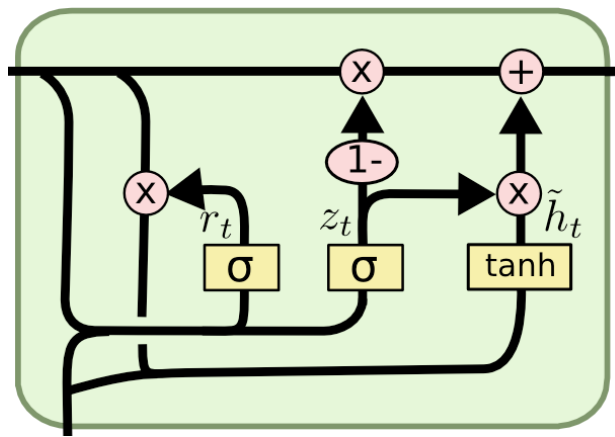 x +
1-
x x
r_t z_t h̃_t
σ σ tanh